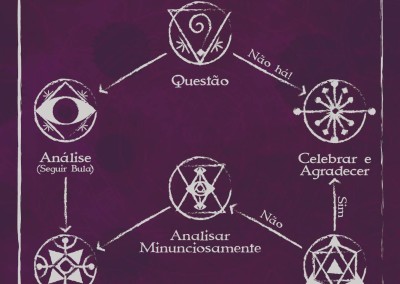 Não há!
Questão
Análise
(Seguir Bula)
Celebrar e
Agradecer
Sim
Não
Analisar
Minunciosamente